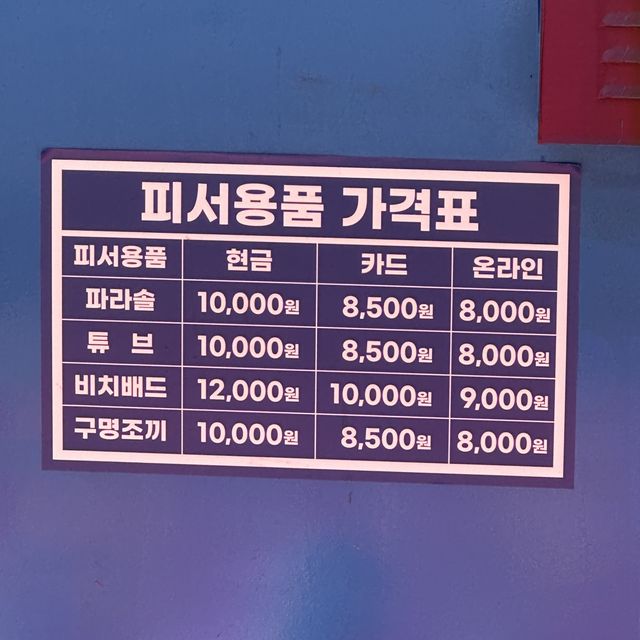 피서용품 가격표
피서용품 현금 카드 온라인
파라솔 10,000원 8,500원 8,000원
튜 브 10,000원 8,500원 8,000원
비치배드 12,000원 10,000원 9,000원
구명조끼 10,000원 8,500원 8,000원